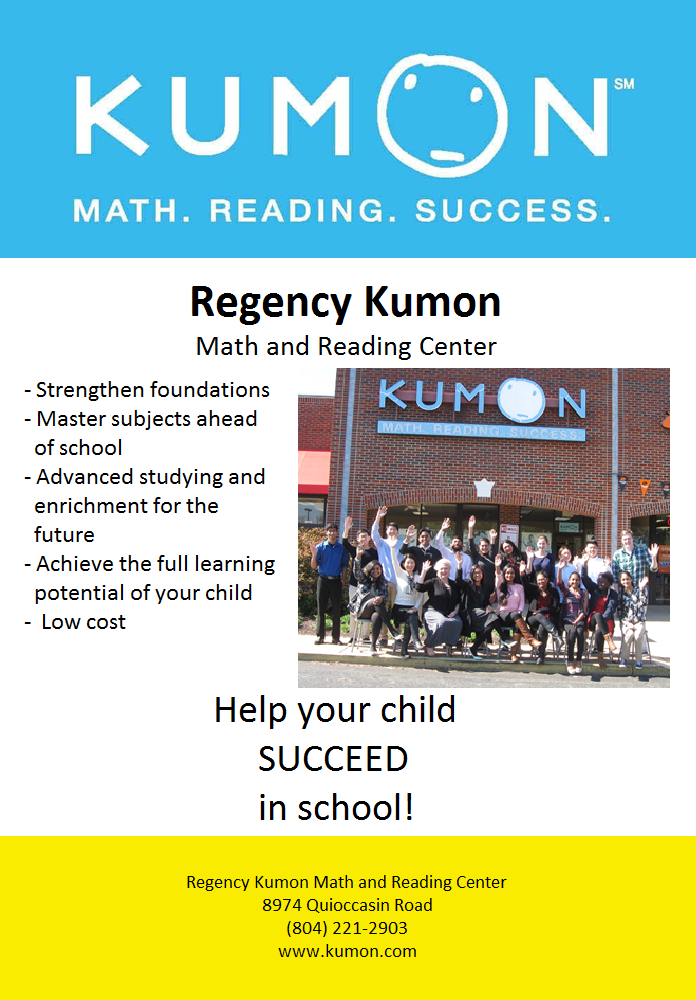 KUMON SM
MATH. READING. SUCCESS.
Regency Kumon
Math and Reading Center
- Strengthen foundations
- Master subjects ahead
of school
- Advanced studying and
enrichment for the
future
- Achieve the full learning
potential of your child
- Low cost
KUMON
MATH. READING. SUCCESS.
Help your child
SUCCEED
in school!
Regency Kumon Math and Reading Center
8974 Quioccasin Road
(804) 221-2903
www.kumon.com